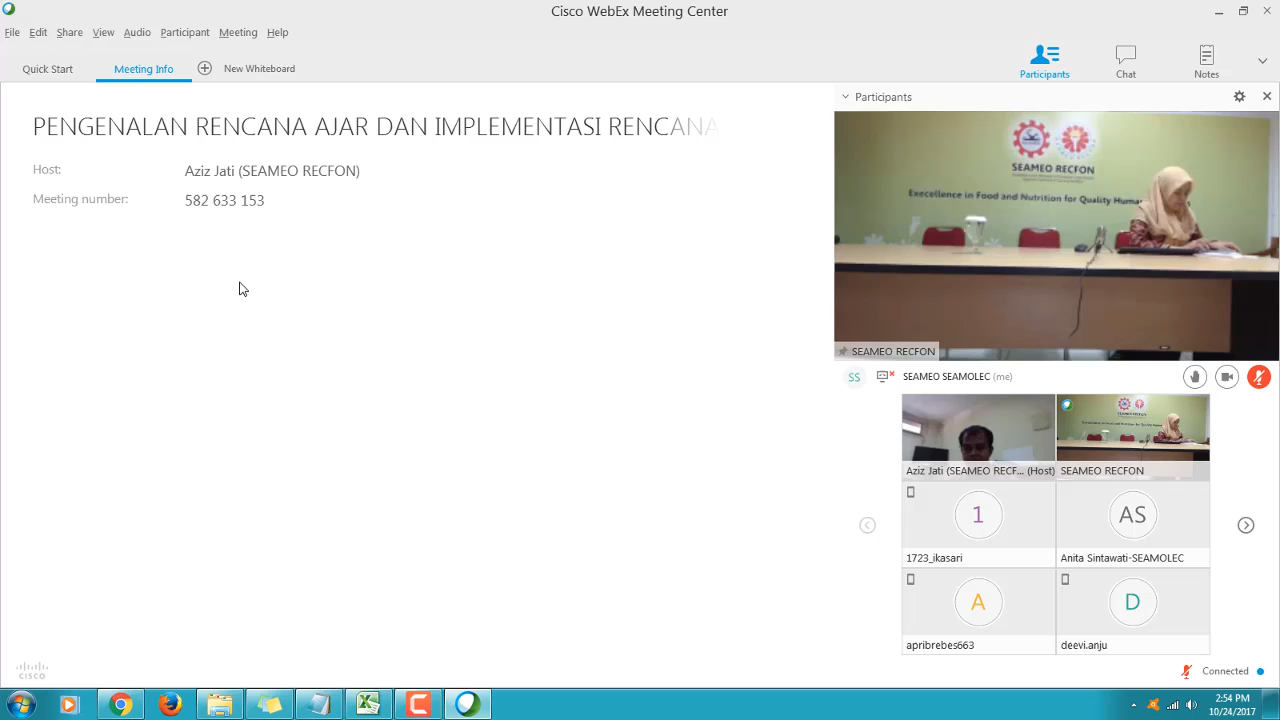 Cisco WebEx Meeting Center
File Edit Share View Audio Participant Meeting Help
Quick Start Meeting Info New Whiteboard
Participants Chat Notes
PENGENALAN RENCANA AJAR DAN IMPLEMENTASI RENCANA
Host: Aziz Jati (SEAMEO RECFON)
Meeting number: 582 633 153
Participants
SEAMEO RECFON
Execellence in Food and Nutrition for Quality Huma
SEAMEO RECFON
SS SEAMEO SEAMOLEC (me)
Aziz Jati (SEAMEO RECF... (Host)
SEAMEO RECFON
1
1723_ikasari
AS
Anita Sintawati-SEAMOLEC
A
apribrebes663
D
deevi.anju
CISCO
Connected
2:54 PM
10/24/2017